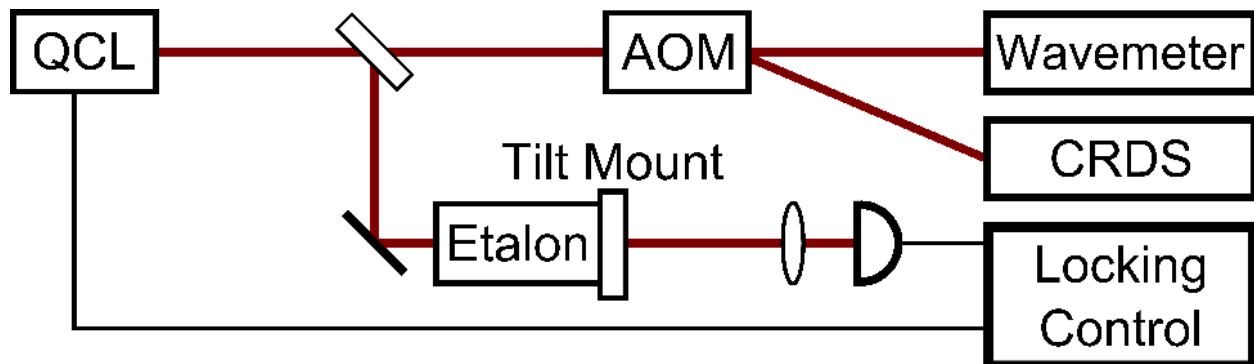 QCL
AOM
Wavemeter
CRDS
Tilt Mount
Etalon
Locking
Control